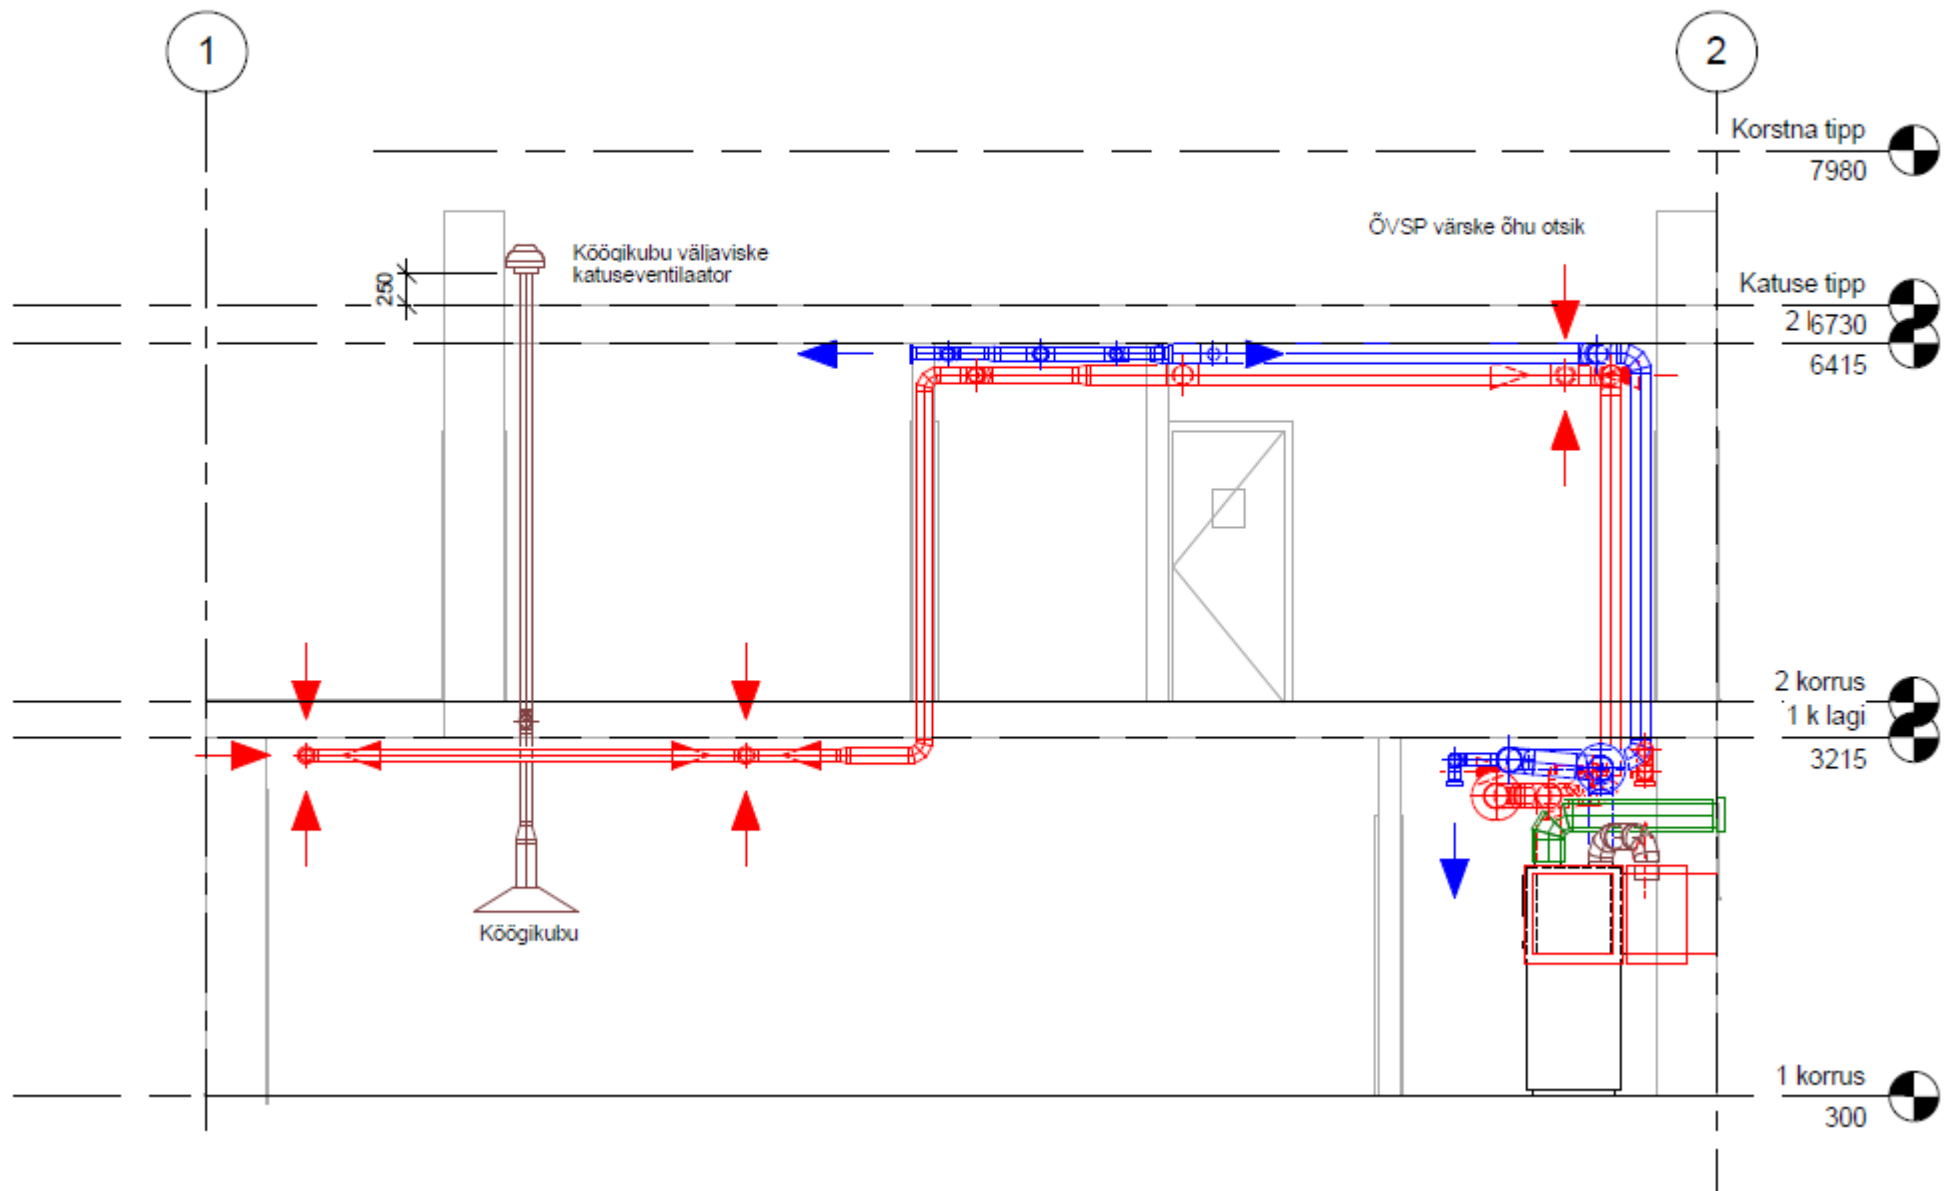 1
2
Korstna tipp
7980
ÕVSP värske õhu otsik
Köögikubu väljaviske
katuseventilaator
250
Katuse tipp
2 l
6730
6415
2 korrus
1 k lagi
3215
Köögikubu
1 korrus
300